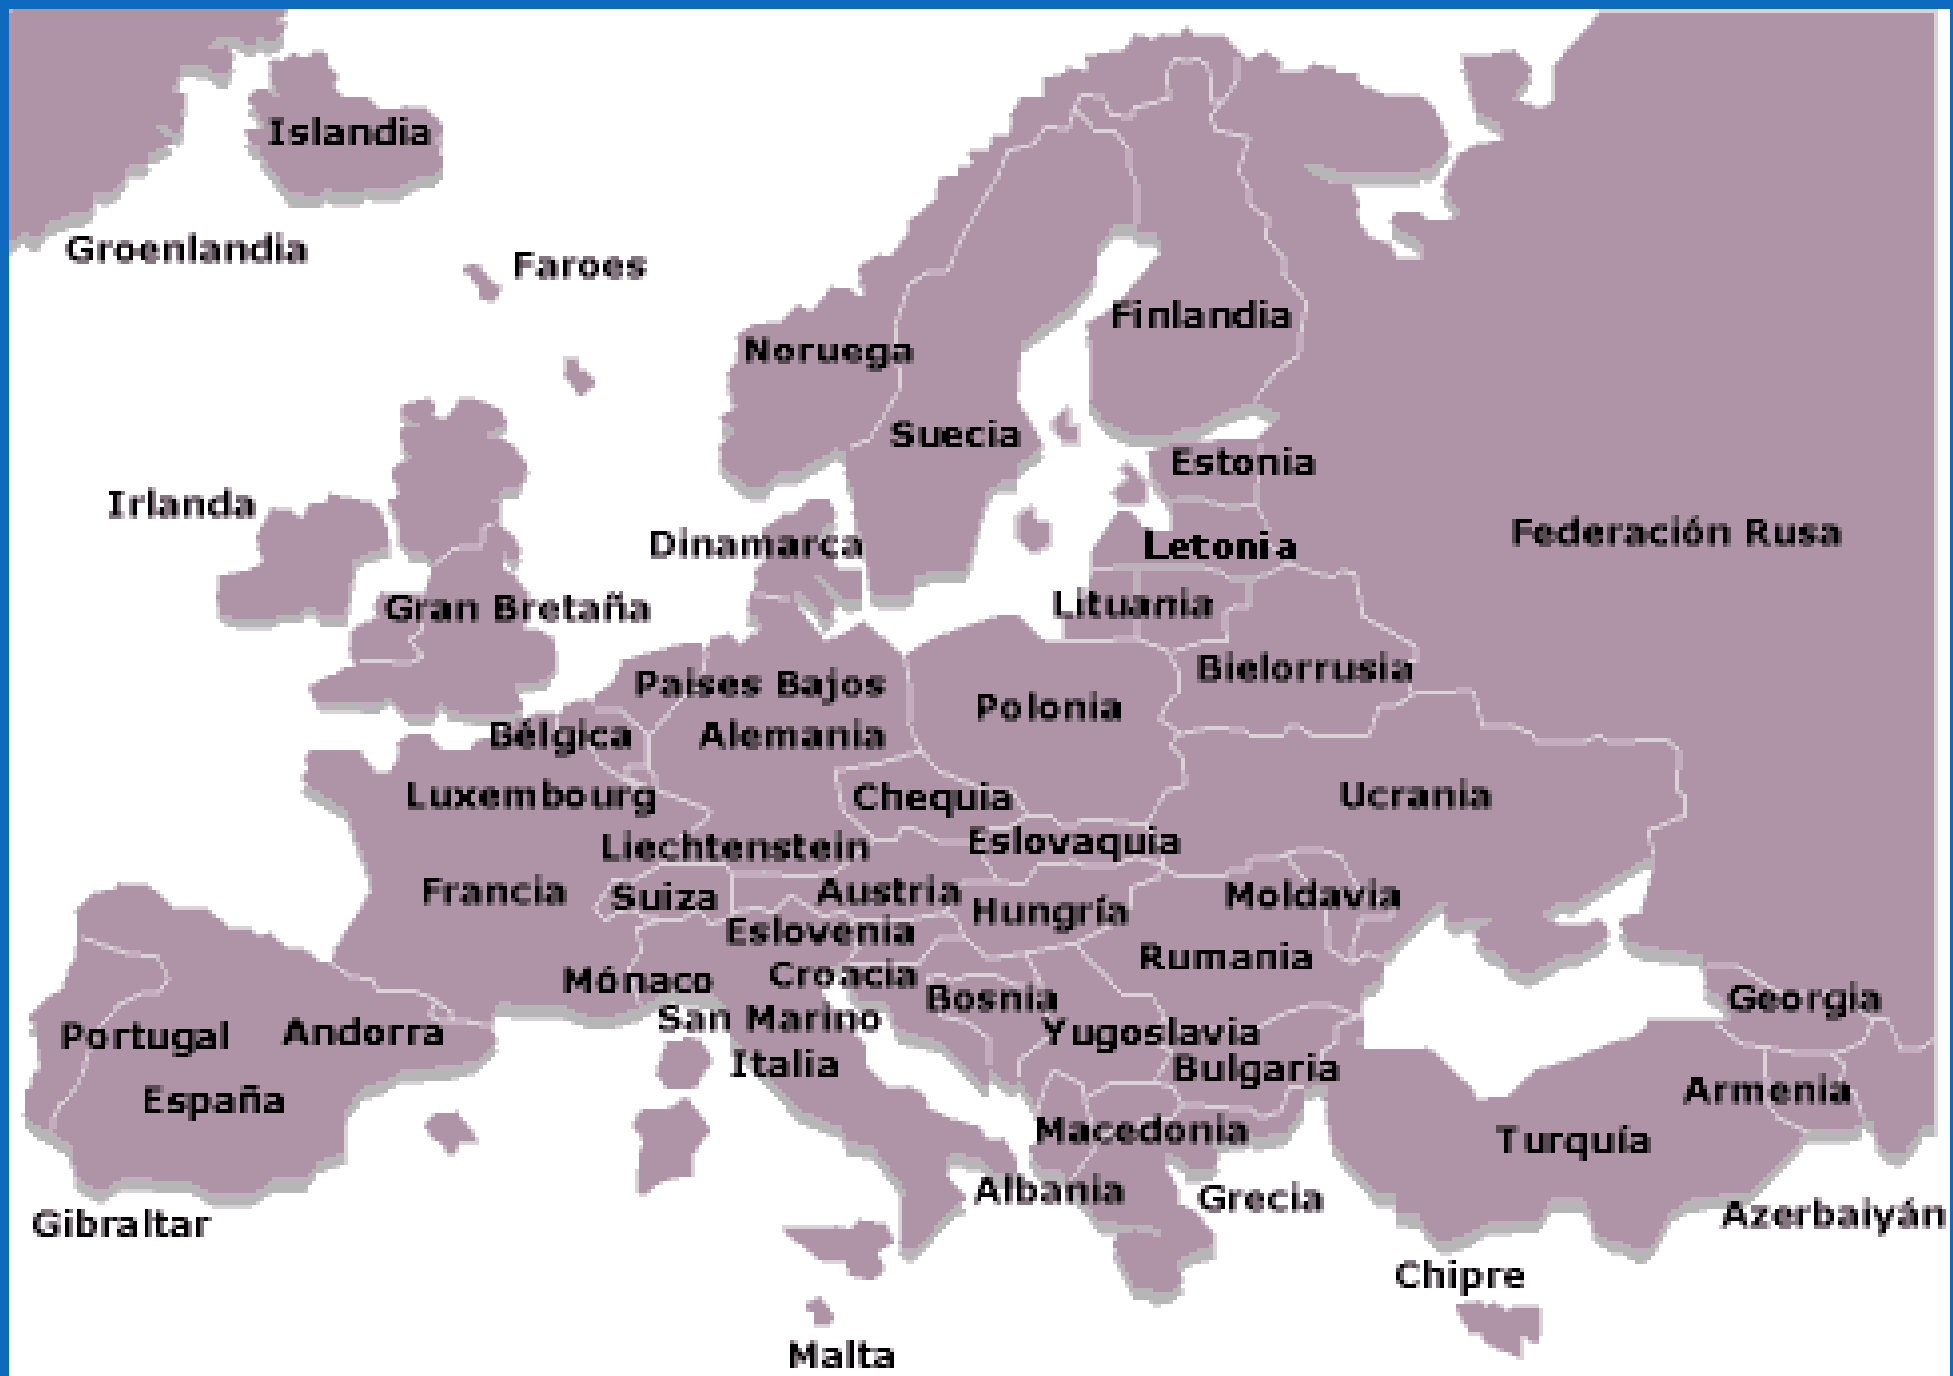 Islandia
Groenlandia
Faroes
Finlandia
Noruega
Suecia
Estonia
Irlanda
Federación Rusa
Dinamarca
Letonia
Gran Bretaña
Lituania
Bielorrusia
Paises Bajos
Polonia
Bélgica
Alemania
Luxembourg
Chequia
Ucrania
Liechtenstein
Eslovaquia
Francia
Suiza
Austria
Moldavia
Hungría
Eslovenia
Rumania
Mónaco
Croacia
Bosnia
Georgia
San Marino
Portugal
Andorra
Yugoslavia
Italia
Bulgaria
España
Armenia
Macedonia
Turquía
Albania
Grecia
Gibraltar
Azerbaiyán
Chipre
Malta